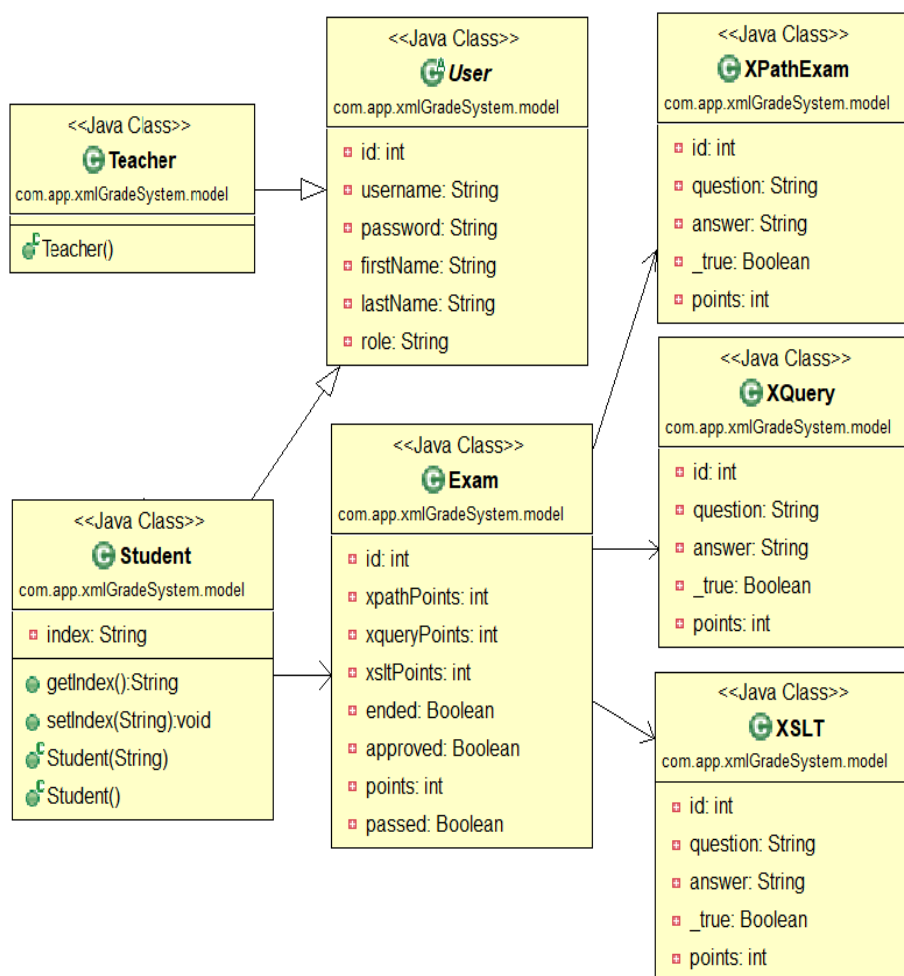 <<Java Class>>
Teacher
com.app.xmlGradeSystem.model
Teacher()
<<Java Class>>
User
com.app.xmlGradeSystem.model
id: int
username: String
password: String
firstName: String
lastName: String
role: String
<<Java Class>>
XPathExam
com.app.xmlGradeSystem.model
id: int
question: String
answer: String
_true: Boolean
points: int
<<Java Class>>
XQuery
com.app.xmlGradeSystem.model
id: int
question: String
answer: String
_true: Boolean
points: int
<<Java Class>>
Student
com.app.xmlGradeSystem.model
index: String
getIndex():String
setIndex(String):void
Student(String)
Student()
<<Java Class>>
Exam
com.app.xmlGradeSystem.model
id: int
xpathPoints: int
xqueryPoints: int
xsltPoints: int
ended: Boolean
approved: Boolean
points: int
passed: Boolean
<<Java Class>>
XSLT
com.app.xmlGradeSystem.model
id: int
question: String
answer: String
_true: Boolean
points: int